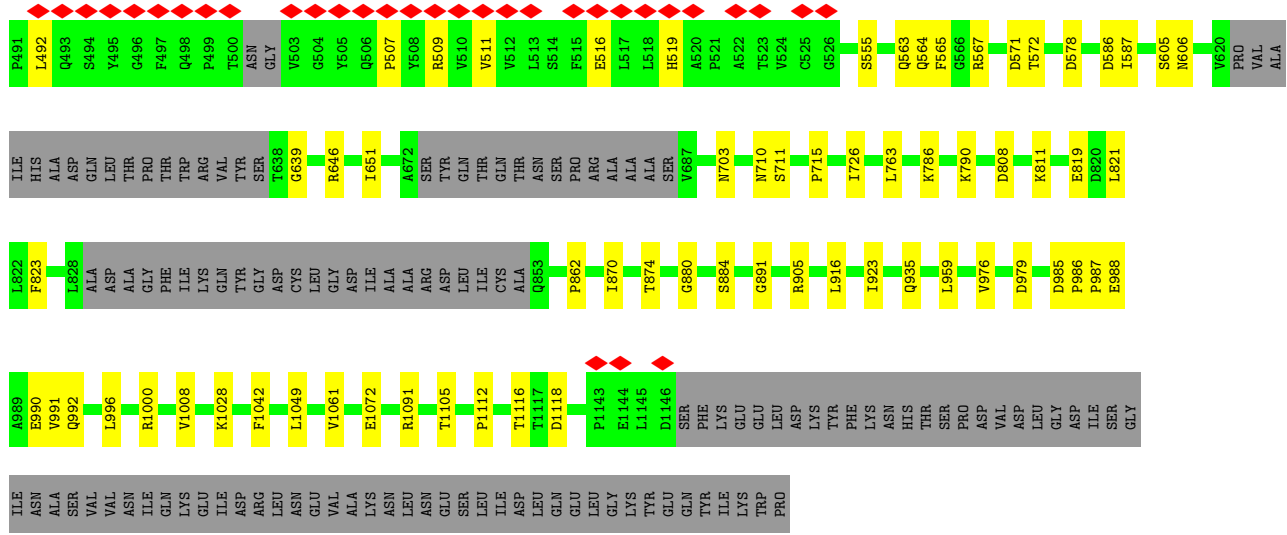 P491 L492 Q493 S494 Y495 G496 F497 Q498 P499 T500 ASN GLY V503 G504 Y505 Q506 P507 Y508 R509 V510 V511 V512 L513 S514 F515 E516 L517 L518 H519 A520 P521 A522 T523 V524 C525 G526 S555 Q563 Q564 F565 G566 R567 D571 T572 D578 D586 I587 S605 N606 V620 PRO VAL ALA
ILE HIS ALA ASP GLN LEU THR PRO THR TRP ARG VAL TYR SER T638 G639 R646 I651 A672 SER TYR GLN THR GLN THR ASN SER PRO ARG ALA ALA ALA SER V687 N703 N710 S711 P715 I726 L763 K786 K790 D808 K811 E819 D820 L821
L822 F823 L828 ALA ASP ALA GLY PHE ILE LYS GLN TYR GLY ASP CYS LEU GLY ASP ILE ALA ALA ARG ASP LEU ILE CYS ALA Q853 P862 I870 T874 G880 S884 G891 R905 L916 I923 Q935 L959 V976 D979 D985 P986 P987 E988
A989 E990 V991 Q992 L996 R1000 V1008 K1028 F1042 L1049 V1061 E1072 R1091 T1105 P1112 T1116 T1117 D1118 P1143 E1144 L1145 D1146 SER PHE LYS GLU GLU LEU ASP LYS TYR PHE LYS ASN HIS THR SER PRO ASP VAL ASP LEU GLY ASP ILE SER GLY
ILE ASN ALA SER VAL VAL ASN ILE GLN LYS GLU ILE ASP ARG LEU ASN GLU VAL ALA LYS ASN LEU ASN GLU SER LEU ILE ASP LEU GLN GLU LEU GLY LYS TYR GLU GLN TYR ILE LYS TRP PRO